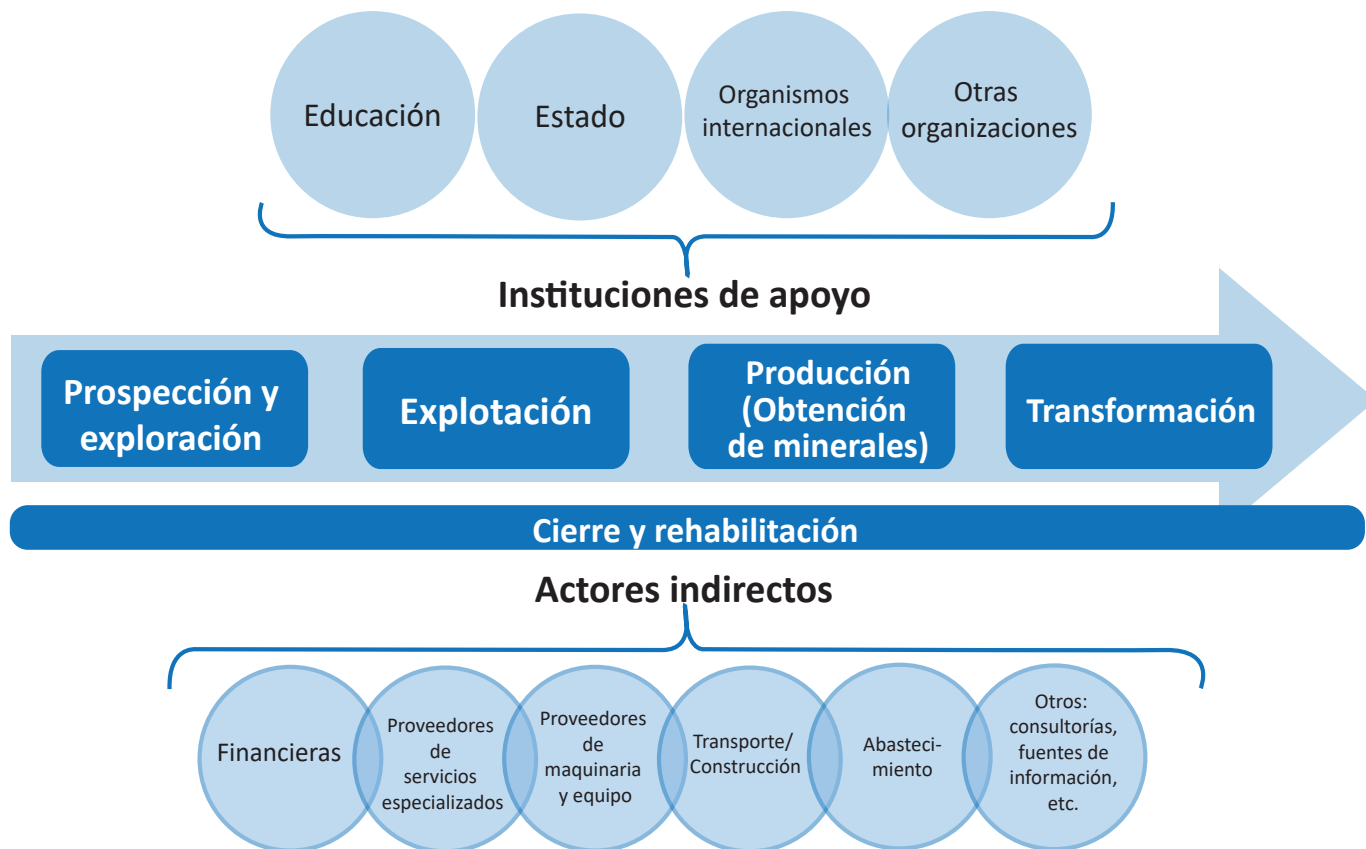 Educación
Estado
Organismos
internacionales
Otras
organizaciones
Instituciones de apoyo
Prospección y
exploración
Explotación
Producción
(Obtención
de minerales)
Transformación
Cierre y rehabilitación
Actores indirectos
Financieras
Proveedores
de
servicios
especializados
Proveedores
de
maquinaria
y equipo
Transporte/
Construcción
Abasteci-
miento
Otros:
consultorías,
fuentes de
información,
etc.